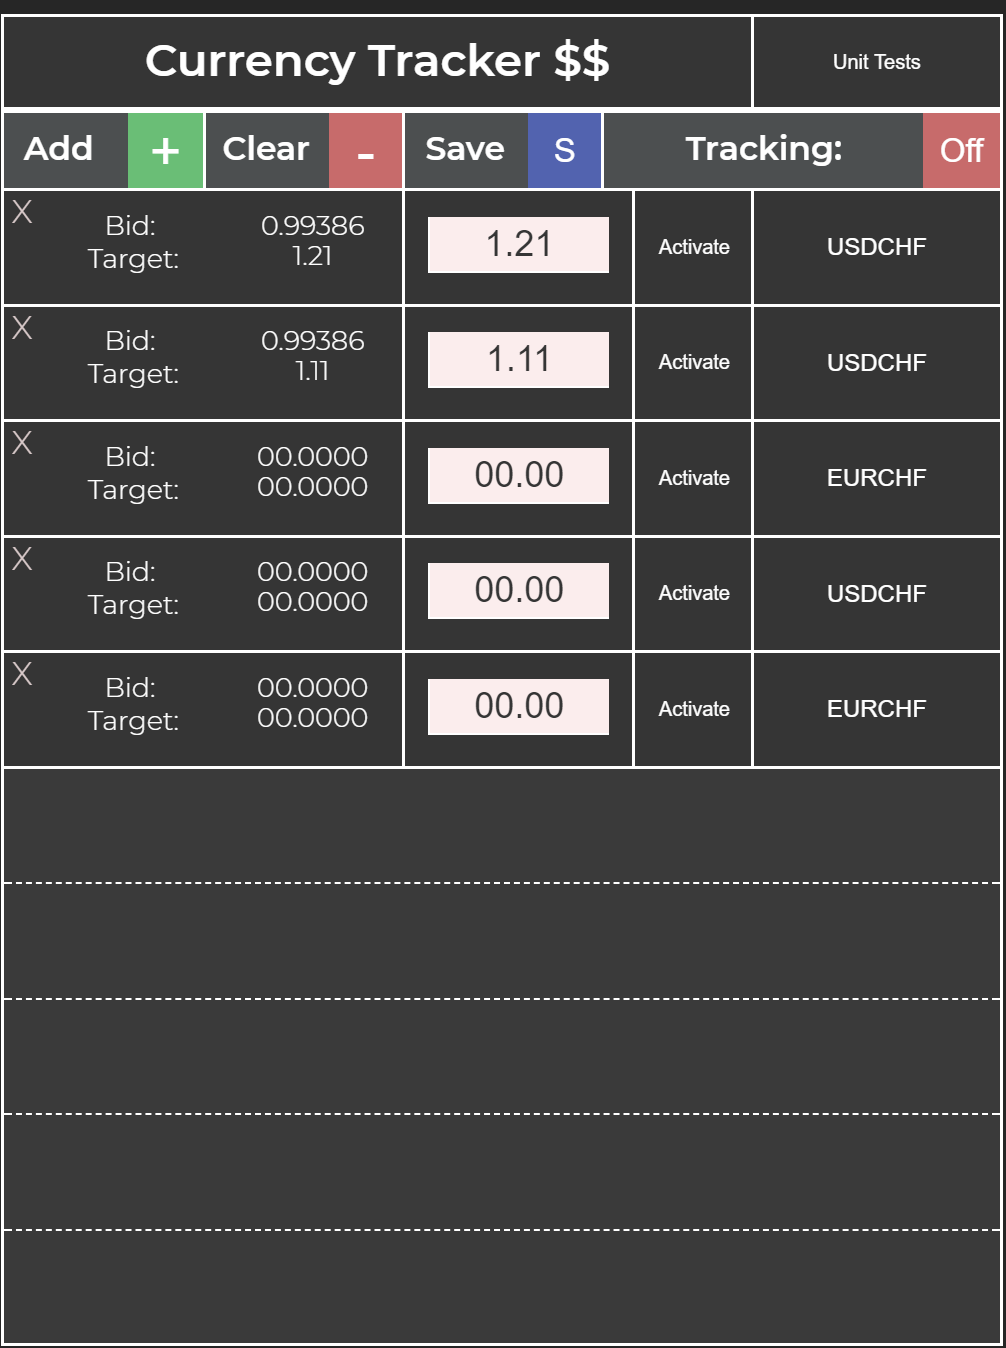 Currency Tracker $$ Unit Tests
Add + Clear - Save S Tracking: Off
X
Bid: 0.99386
Target: 1.21
1.21 Activate USDCHF
X
Bid: 0.99386
Target: 1.11
1.11 Activate USDCHF
X
Bid: 00.0000
Target: 00.0000
00.00 Activate EURCHF
X
Bid: 00.0000
Target: 00.0000
00.00 Activate USDCHF
X
Bid: 00.0000
Target: 00.0000
00.00 Activate EURCHF